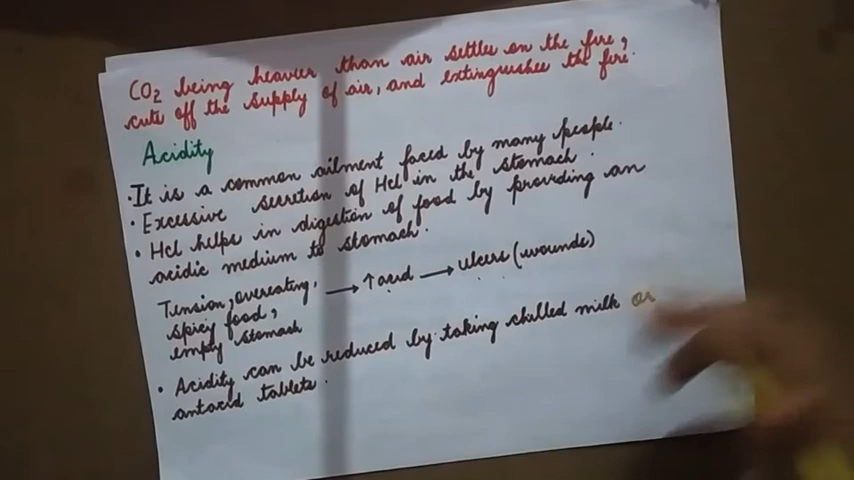 CO2 being heavier than air settles on the fire,
cuts off the supply of air, and extinguishes the fire.
Acidity
• It is a common ailment faced by many people.
• Excessive secretion of Hcl in the stomach.
• Hcl helps in digestion of food by providing an
acidic medium to stomach.
Tension, overeating, → ↑ acid → ulcers (wounds)
spicy food,
empty stomach
• Acidity can be reduced by taking chilled milk or
antacid tablets.